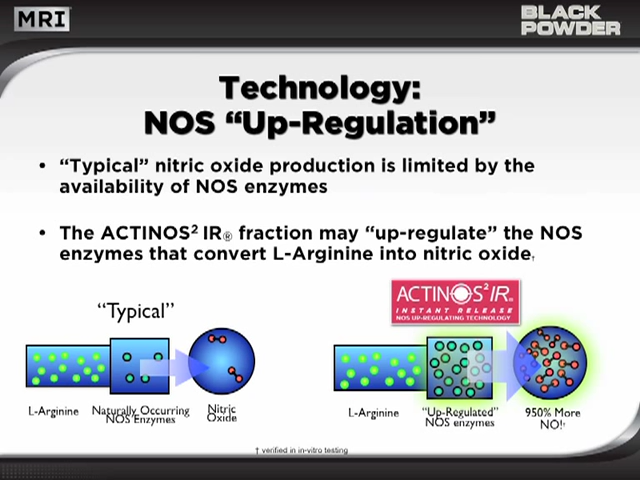 MRI
BLACK
POWDER
Technology:
NOS “Up-Regulation”
• “Typical” nitric oxide production is limited by the
availability of NOS enzymes
• The ACTINOS² IR® fraction may “up-regulate” the NOS
enzymes that convert L-Arginine into nitric oxide†
“Typical”
ACTINOS²IR®
INSTANT RELEASE
NOS UP-REGULATING TECHNOLOGY
L-Arginine
Naturally Occurring
NOS Enzymes
Nitric
Oxide
L-Arginine
“Up-Regulated”
NOS enzymes
950% More
NO!†
† verified in in-vitro testing